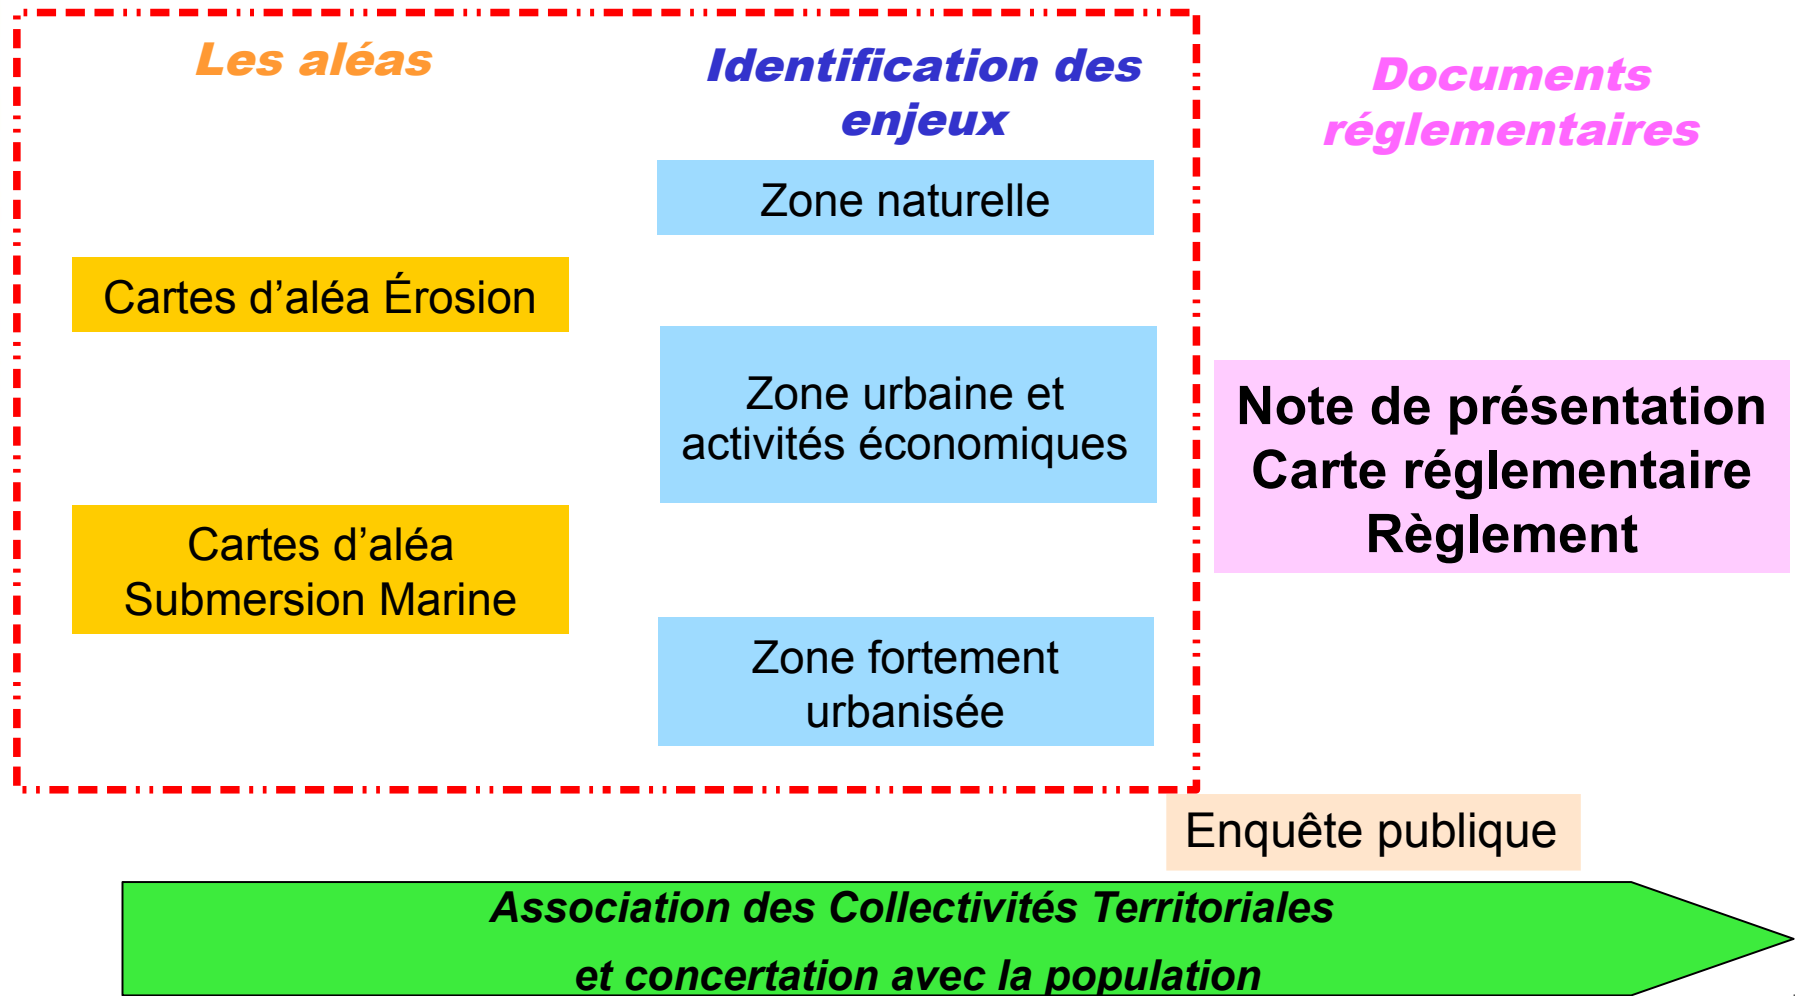 Les aléas
Identification des
enjeux
Documents
réglementaires
Zone naturelle
Cartes d’aléa Érosion
Zone urbaine et
activités économiques
Note de présentation
Carte réglementaire
Règlement
Cartes d’aléa
Submersion Marine
Zone fortement
urbanisée
Enquête publique
Association des Collectivités Territoriales
et concertation avec la population